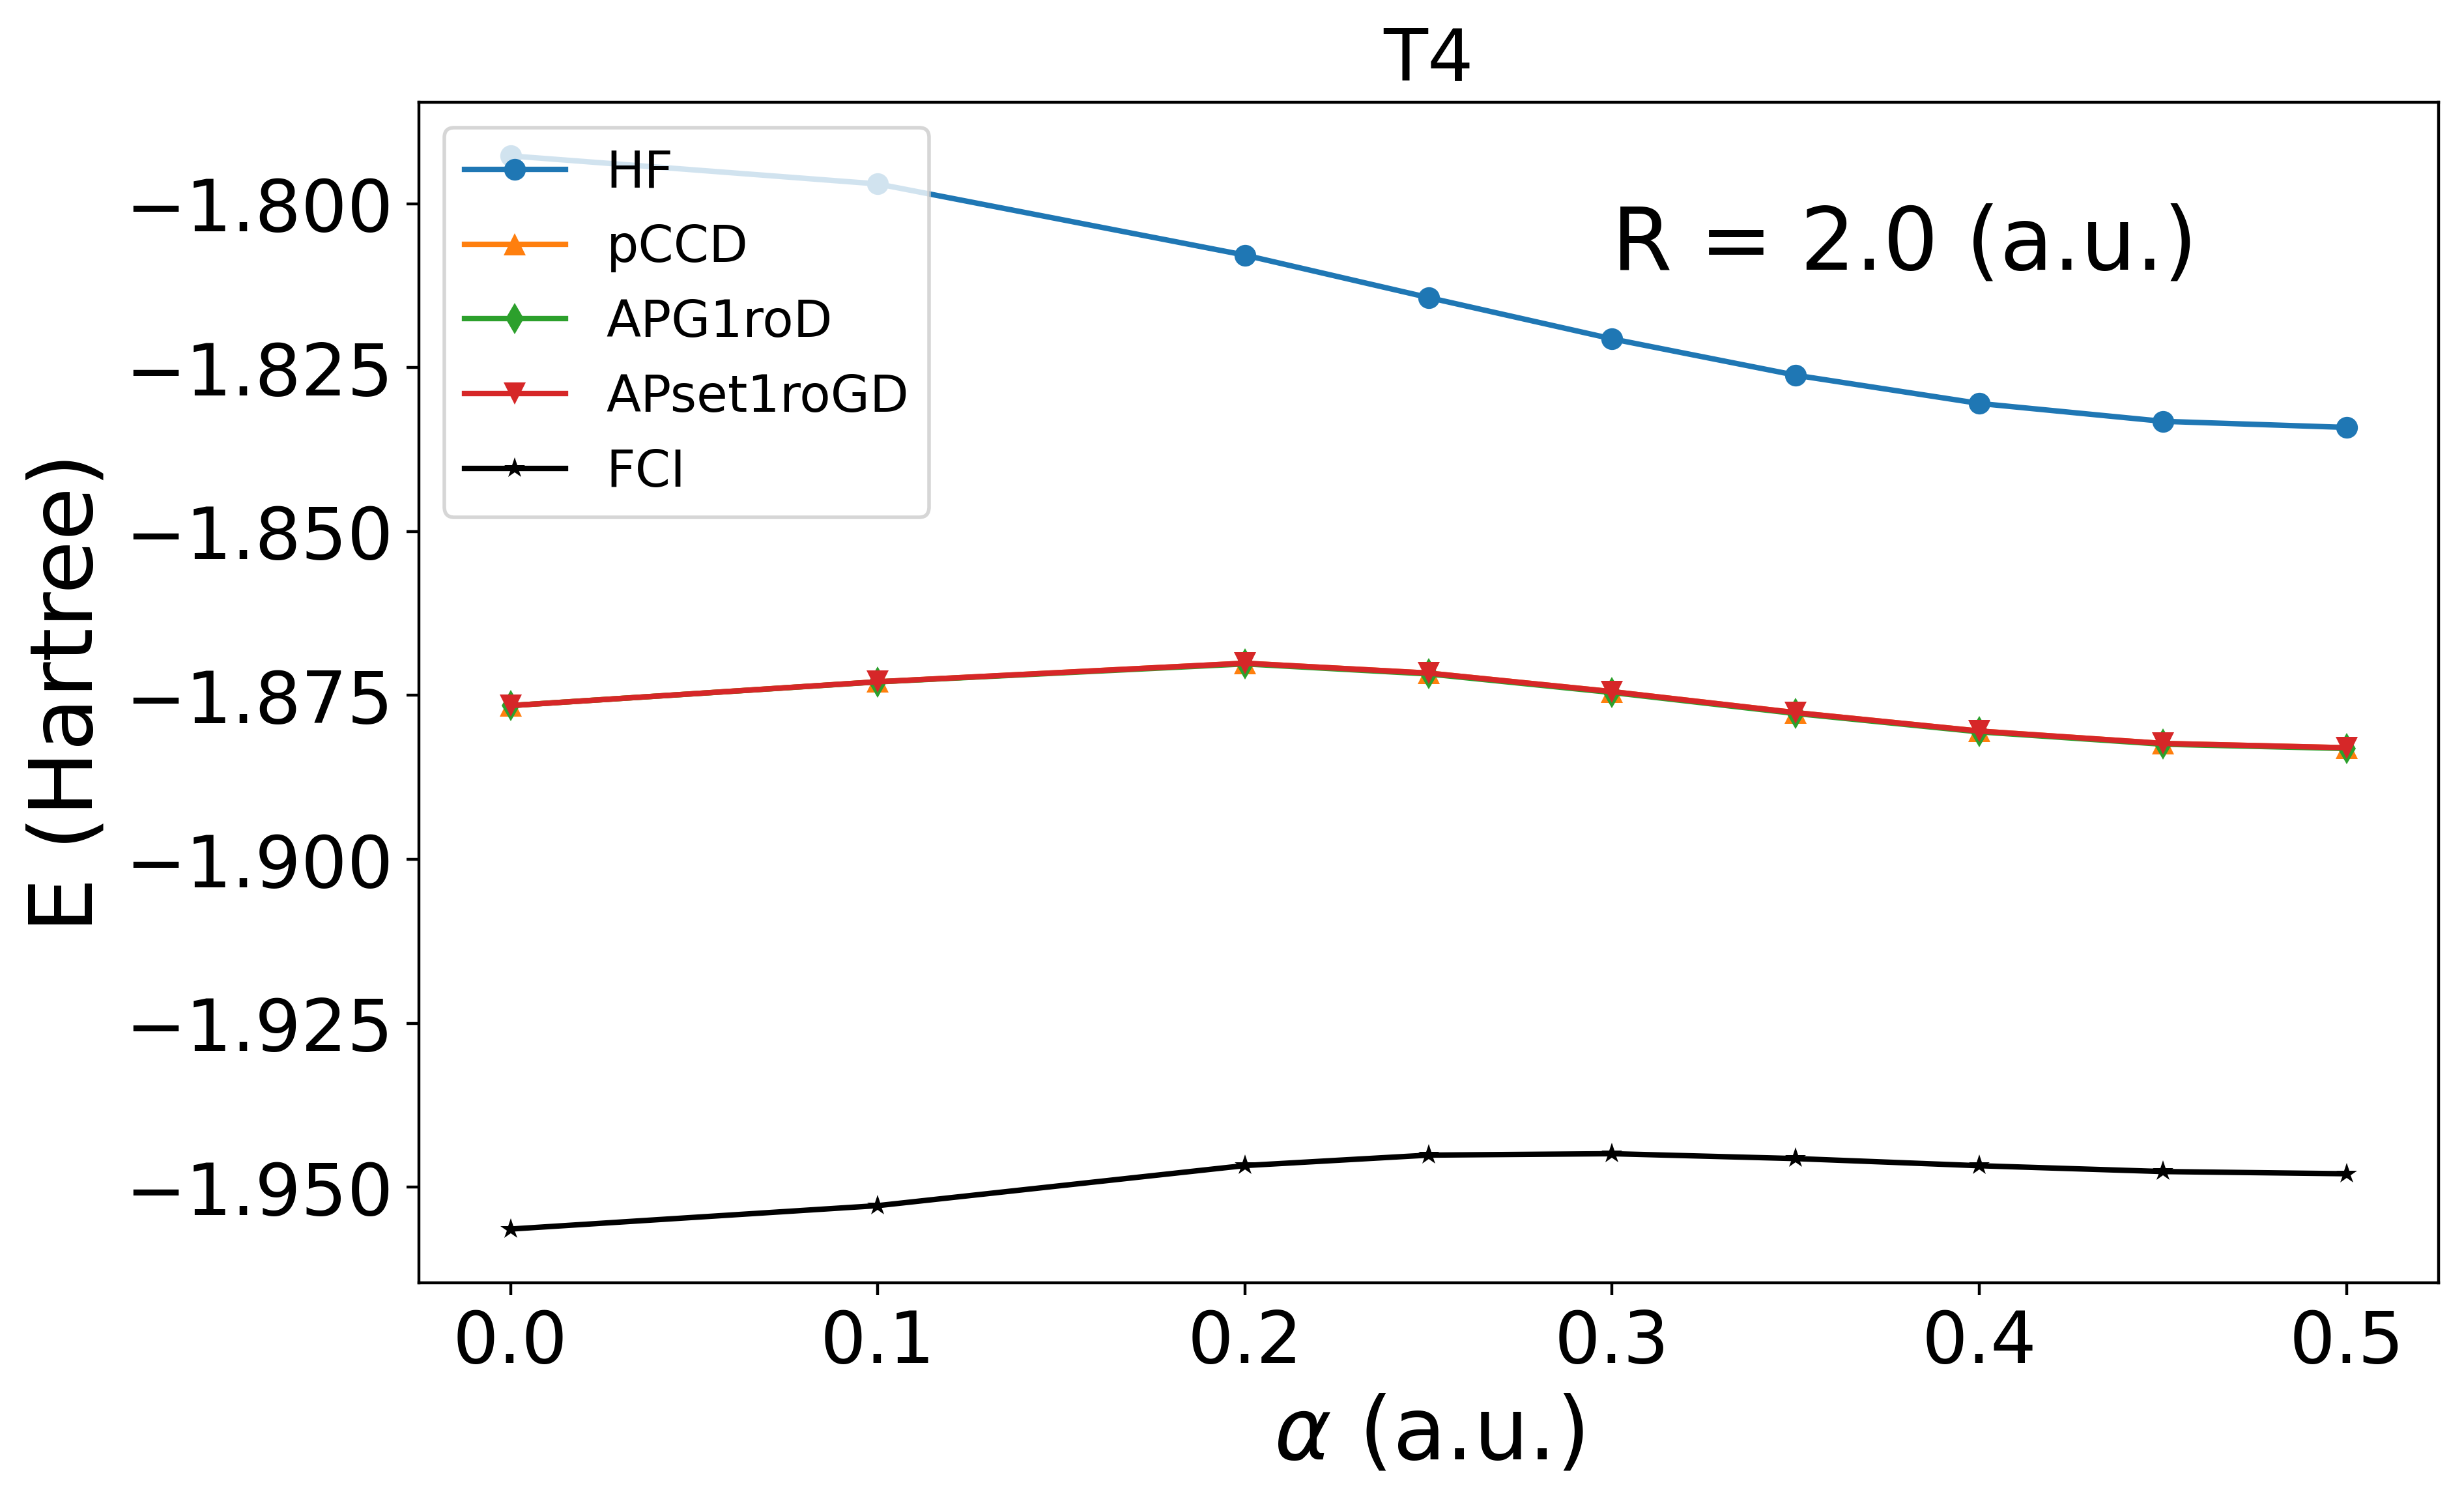 T4
R = 2.0 (a.u.)
HF
pCCD
APG1roD
APset1roGD
FCI
E (Hartree)
−1.800
−1.825
−1.850
−1.875
−1.900
−1.925
−1.950
0.0 0.1 0.2 0.3 0.4 0.5
α (a.u.)